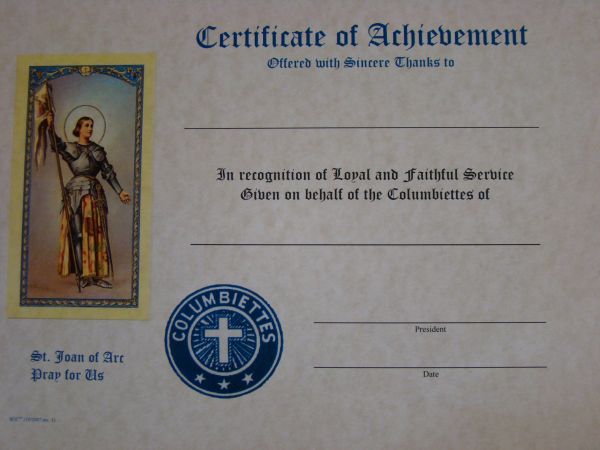 Certificate of Achievement
Offered with Sincere Thanks to
In recognition of Loyal and Faithful Service
Given on behalf of the Columbiettes of
COLUMBIETTES
President
Date
St. Joan of Arc
Pray for Us